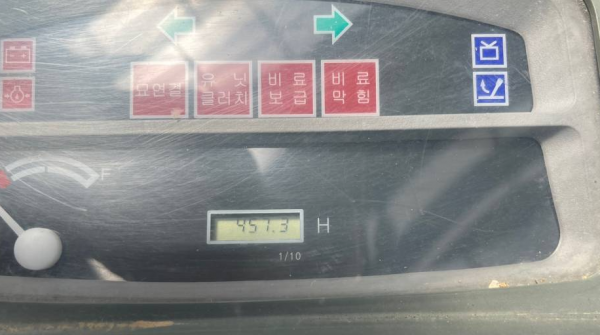 묘연결 유 닛 비 료 비 료
클러치 보 급 막 힘
F
457.3 H
1/10